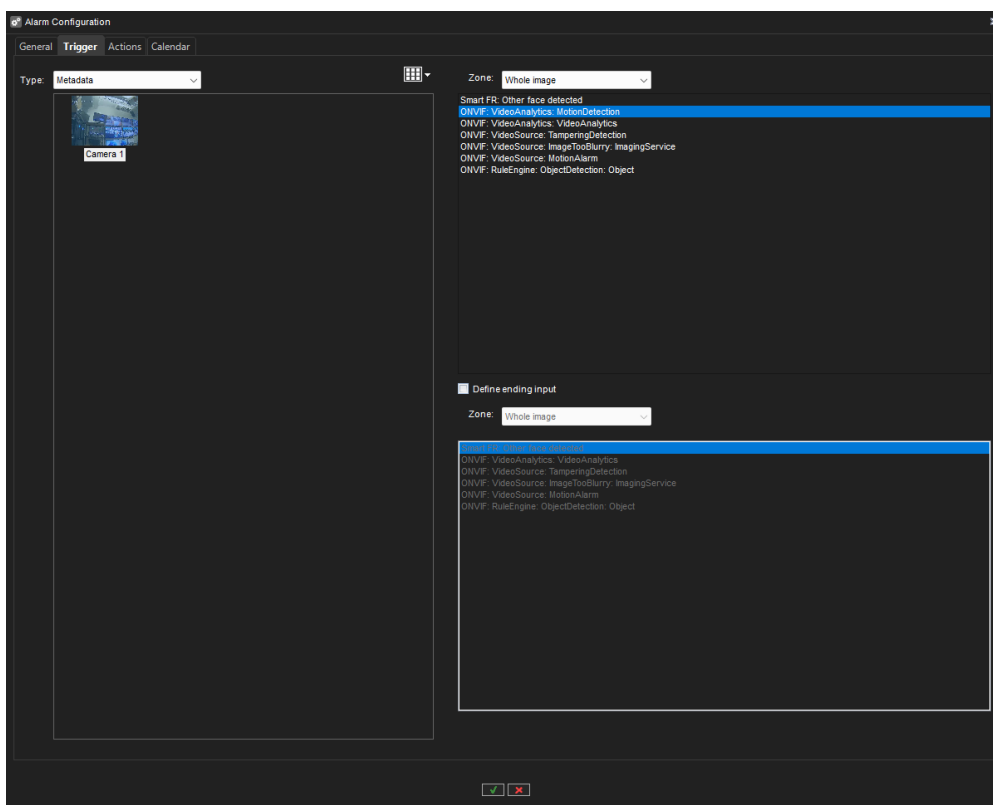 Alarm Configuration
General Trigger Actions Calendar
Type: Metadata
Camera 1
Zone: Whole image
Smart FR: Other face detected
ONVIF: VideoAnalytics: MotionDetection
ONVIF: VideoAnalytics: VideoAnalytics
ONVIF: VideoSource: TamperingDetection
ONVIF: VideoSource: ImageTooBlurry: ImagingService
ONVIF: VideoSource: MotionAlarm
ONVIF: RuleEngine: ObjectDetection: Object
Define ending input
Zone: Whole image
Smart FR: Other face detected
ONVIF: VideoAnalytics: VideoAnalytics
ONVIF: VideoSource: TamperingDetection
ONVIF: VideoSource: ImageTooBlurry: ImagingService
ONVIF: VideoSource: MotionAlarm
ONVIF: RuleEngine: ObjectDetection: Object